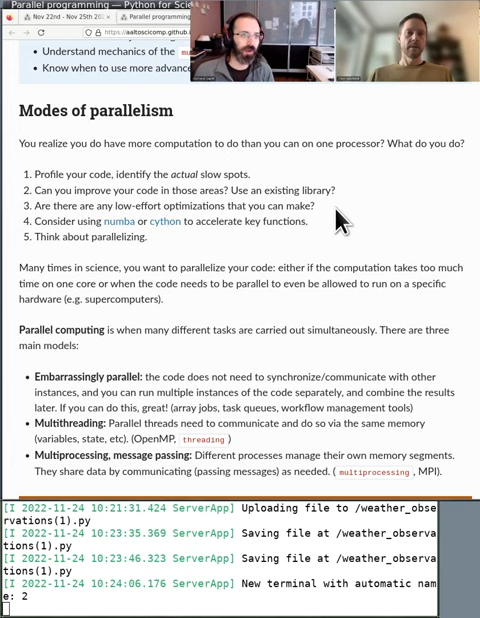 Parallel programming — Python for Scie
Nov 22nd - Nov 25th 202
Parallel programming
https://aaltoscicomp.github.i
Understand mechanics of the mu
Know when to use more advance
Modes of parallelism
You realize you do have more computation to do than you can on one processor? What do you do?
1. Profile your code, identify the actual slow spots.
2. Can you improve your code in those areas? Use an existing library?
3. Are there are any low-effort optimizations that you can make?
4. Consider using numba or cython to accelerate key functions.
5. Think about parallelizing.
Many times in science, you want to parallelize your code: either if the computation takes too much
time on one core or when the code needs to be parallel to even be allowed to run on a specific
hardware (e.g. supercomputers).
Parallel computing is when many different tasks are carried out simultaneously. There are three
main models:
Embarrassingly parallel: the code does not need to synchronize/communicate with other
instances, and you can run multiple instances of the code separately, and combine the results
later. If you can do this, great! (array jobs, task queues, workflow management tools)
Multithreading: Parallel threads need to communicate and do so via the same memory
(variables, state, etc). (OpenMP, threading )
Multiprocessing, message passing: Different processes manage their own memory segments.
They share data by communicating (passing messages) as needed. ( multiprocessing , MPI).
[I 2022-11-24 10:21:31.424 ServerApp] Uploading file to /weather_obse
rvations(1).py
[I 2022-11-24 10:23:35.369 ServerApp] Saving file at /weather_observa
tions(1).py
[I 2022-11-24 10:23:46.323 ServerApp] Saving file at /weather_observa
tions(1).py
[I 2022-11-24 10:24:06.176 ServerApp] New terminal with automatic nam
e: 2